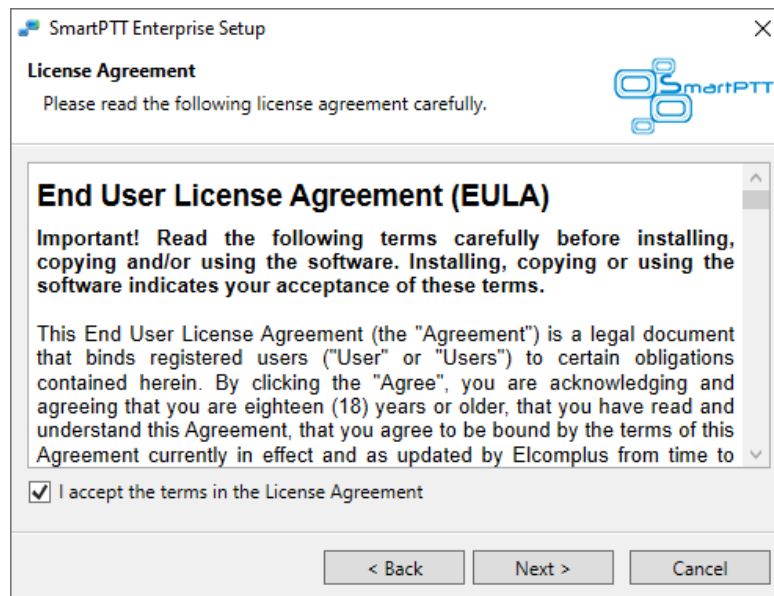 SmartPTT Enterprise Setup
License Agreement
Please read the following license agreement carefully.
SmartPTT
End User License Agreement (EULA)
Important! Read the following terms carefully before installing,
copying and/or using the software. Installing, copying or using the
software indicates your acceptance of these terms.
This End User License Agreement (the "Agreement") is a legal document
that binds registered users ("User" or "Users") to certain obligations
contained herein. By clicking the "Agree", you are acknowledging and
agreeing that you are eighteen (18) years or older, that you have read and
understand this Agreement, that you agree to be bound by the terms of this
Agreement currently in effect and as updated by Elcomplus from time to
I accept the terms in the License Agreement
< Back Next > Cancel